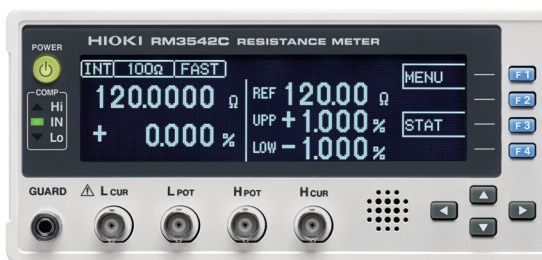 HIOKI RM3542C RESISTANCE METER
POWER
INT 100Ω FAST
MENU
F1
COMP
Hi
IN
Lo
120.0000 Ω
REF 120.00 Ω
F2
+ 0.000 %
UPP + 1.000 %
STAT
F3
LOW - 1.000 %
F4
GUARD
⚠ L CUR
L POT
H POT
H CUR